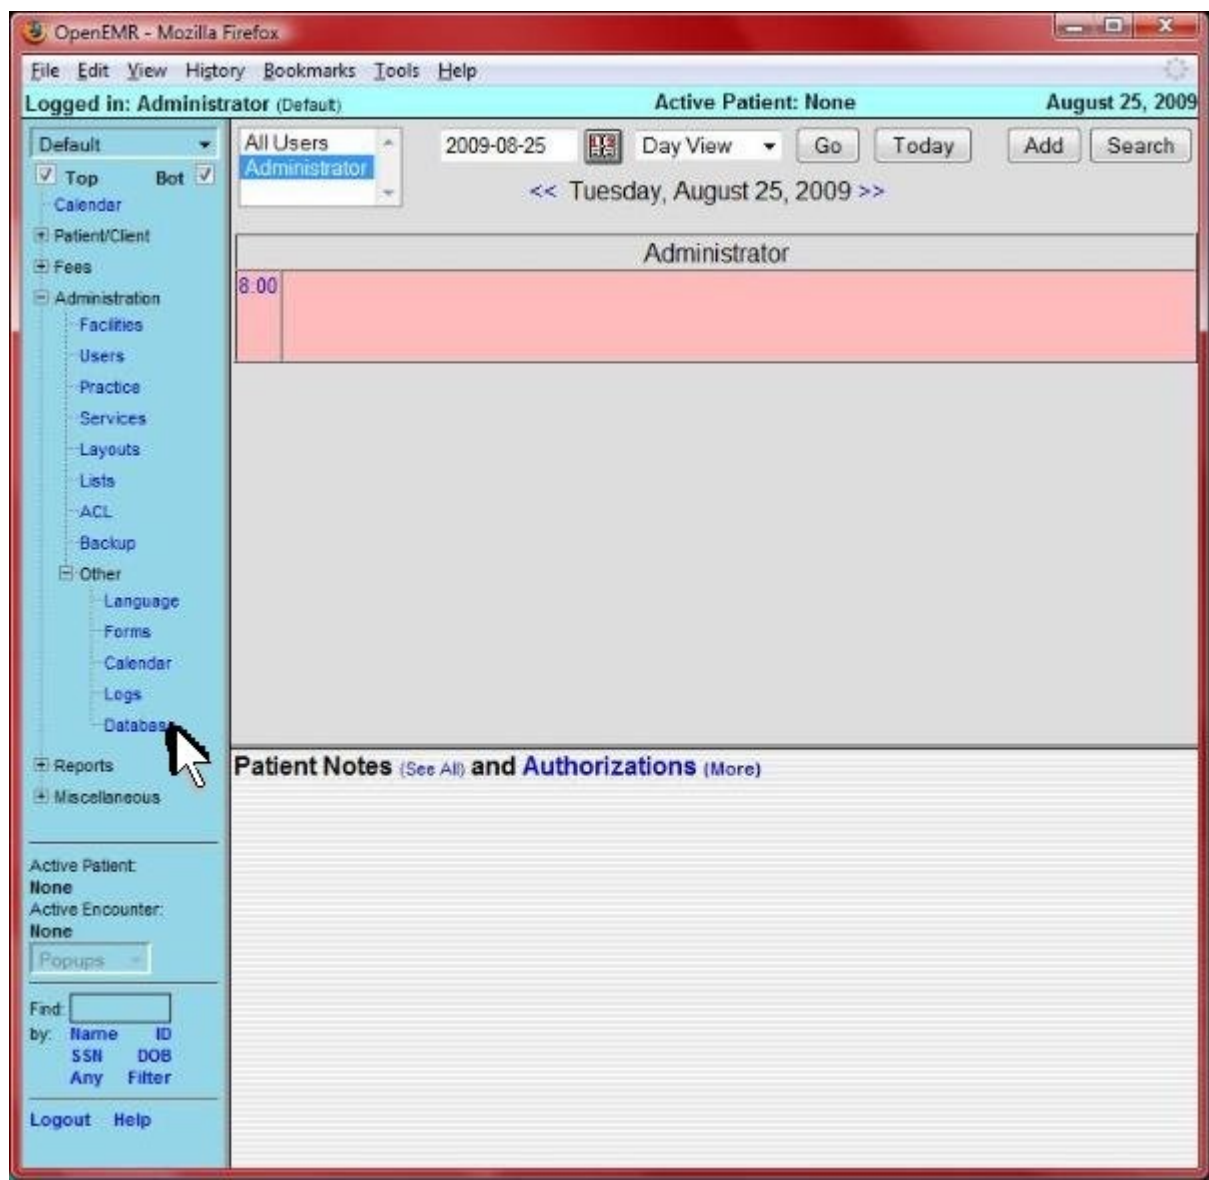 OpenEMR - Mozilla Firefox
File Edit View History Bookmarks Tools Help
Logged in: Administrator (Default) Active Patient: None August 25, 2009
Default
Top Bot
Calendar
Patient/Client
Fees
Administration
Facilities
Users
Practice
Services
Layouts
Lists
ACL
Backup
Other
Language
Forms
Calendar
Logs
Database
Reports
Miscellaneous
Active Patient:
None
Active Encounter:
None
Popups
Find:
by: Name ID
SSN DOB
Any Filter
Logout Help
All Users
Administrator
2009-08-25 Day View Go Today Add Search
<< Tuesday, August 25, 2009 >>
Administrator
8:00
Patient Notes (See All) and Authorizations (More)